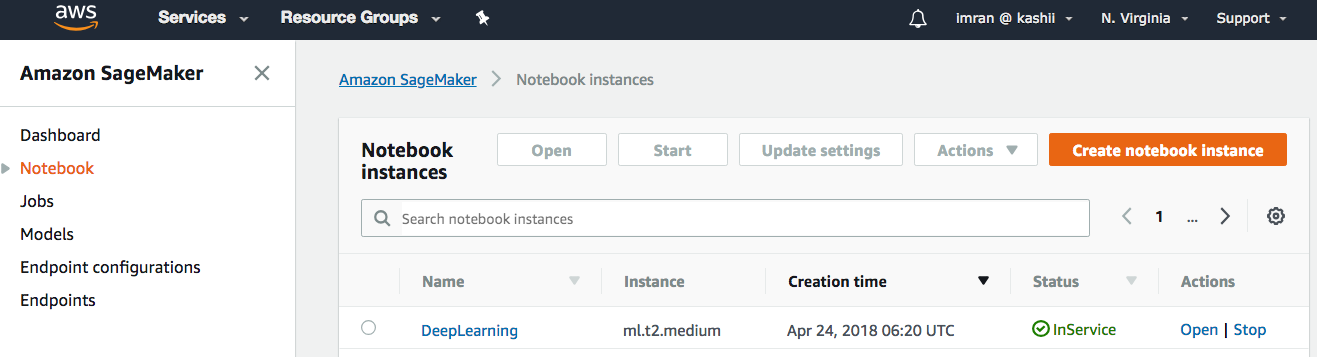 aws Services Resource Groups imran @ kashii N. Virginia Support
Amazon SageMaker
Dashboard
Notebook
Jobs
Models
Endpoint configurations
Endpoints
Amazon SageMaker > Notebook instances
Notebook
instances
Open Start Update settings Actions Create notebook instance
Search notebook instances
1 ...
Name Instance Creation time Status Actions
DeepLearning ml.t2.medium Apr 24, 2018 06:20 UTC InService Open | Stop